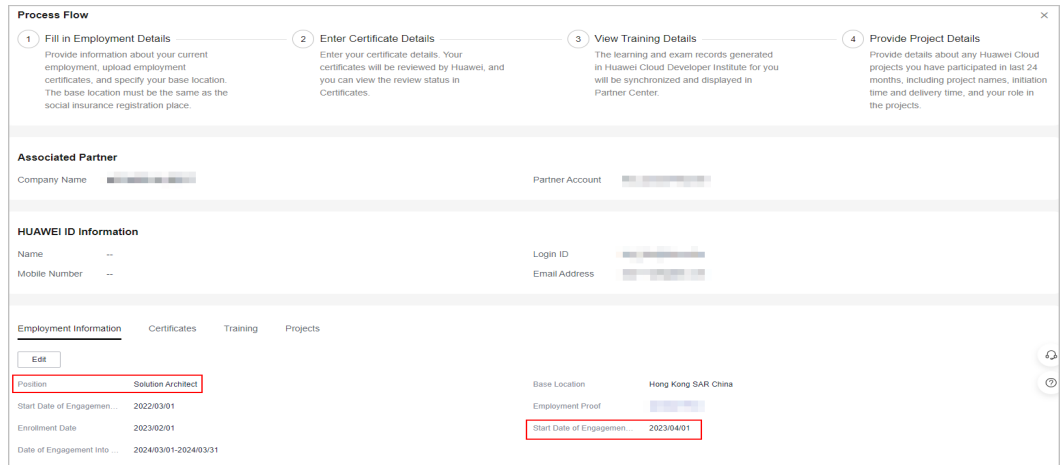 Process Flow
1 Fill in Employment Details
Provide information about your current
employment, upload employment
certificates, and specify your base location.
The base location must be the same as the
social insurance registration place.
2 Enter Certificate Details
Enter your certificate details. Your
certificates will be reviewed by Huawei, and
you can view the review status in
Certificates.
3 View Training Details
The learning and exam records generated
in Huawei Cloud Developer Institute for you
will be synchronized and displayed in
Partner Center.
4 Provide Project Details
Provide details about any Huawei Cloud
projects you have participated in last 24
months, including project names, initiation
time and delivery time, and your role in
the projects.
Associated Partner
Company Name
Partner Account
HUAWEI ID Information
Name --
Login ID
Mobile Number --
Email Address
Employment Information Certificates Training Projects
Edit
Position Solution Architect
Base Location Hong Kong SAR China
Start Date of Engagemen... 2022/03/01
Employment Proof
Enrollment Date 2023/02/01
Start Date of Engagemen... 2023/04/01
Date of Engagement Into ... 2024/03/01-2024/03/31